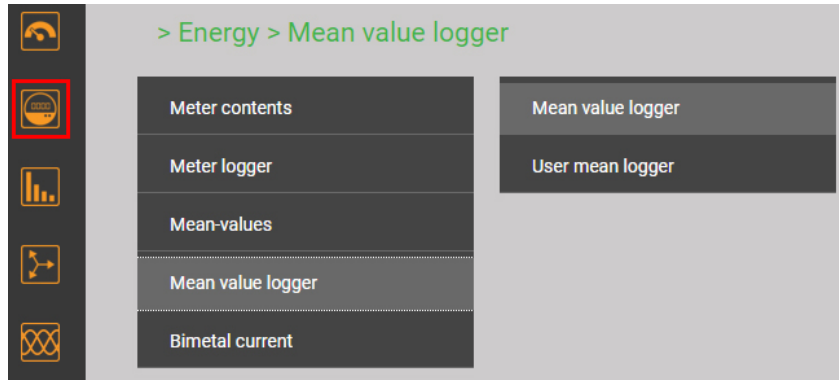 > Energy > Mean value logger
Meter contents
Meter logger
Mean-values
Mean value logger
Bimetal current
Mean value logger
User mean logger